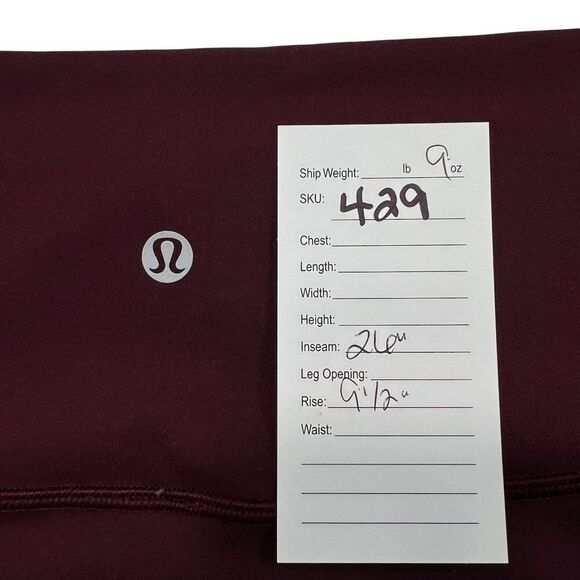 Ship Weight: lb 9 oz
SKU: 429
Chest:
Length:
Width:
Height:
Inseam: 26"
Leg Opening:
Rise: 9 1/2"
Waist: